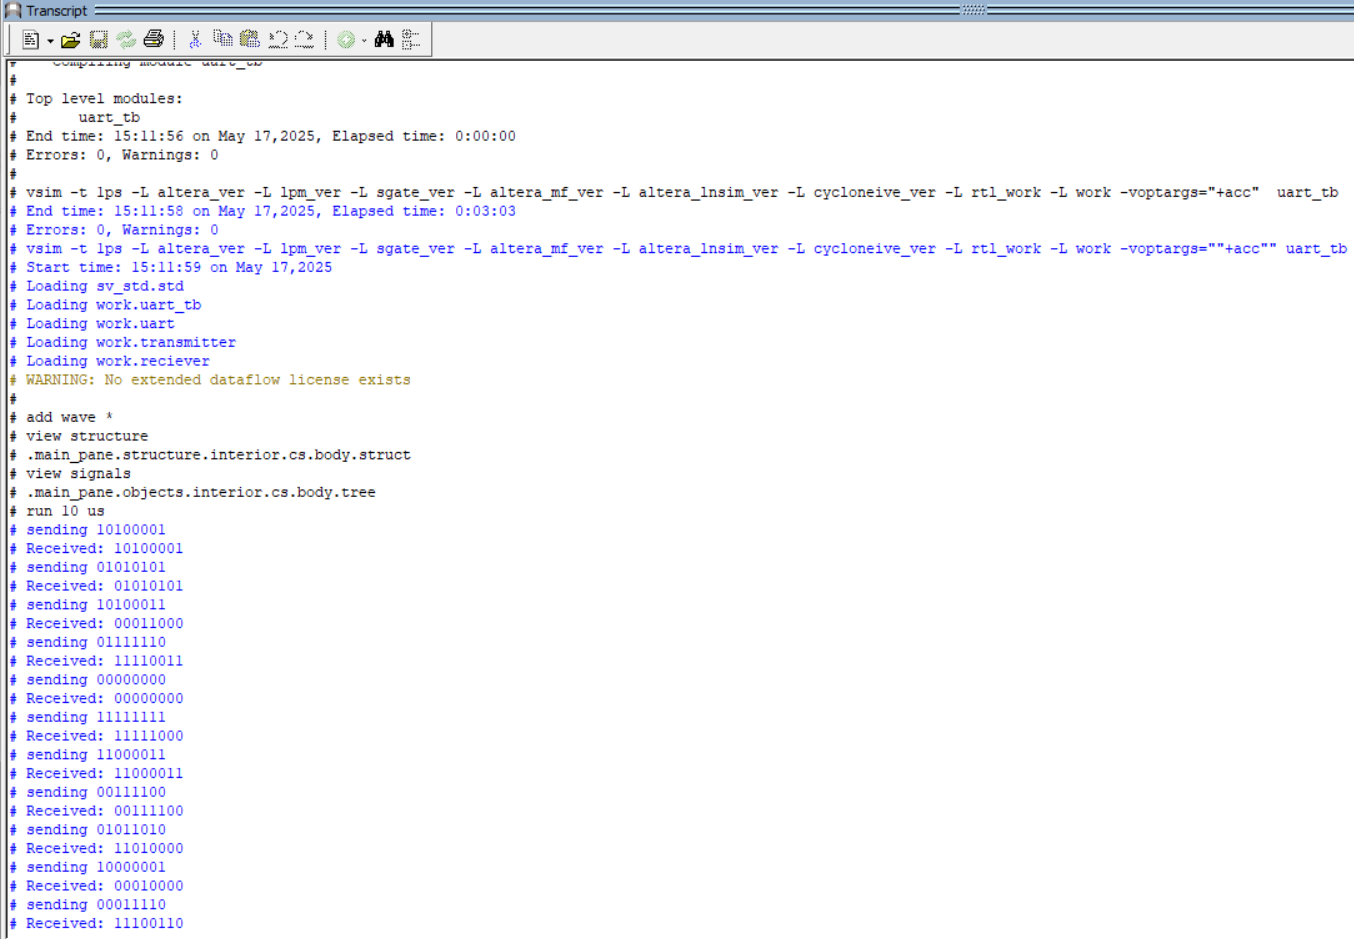 Transcript
# Compiling module uart_tb
#
# Top level modules:
# uart_tb
# End time: 15:11:56 on May 17,2025, Elapsed time: 0:00:00
# Errors: 0, Warnings: 0
#
# vsim -t 1ps -L altera_ver -L lpm_ver -L sgate_ver -L altera_mf_ver -L altera_lnsim_ver -L cycloneive_ver -L rtl_work -L work -voptargs="+acc" uart_tb
# End time: 15:11:58 on May 17,2025, Elapsed time: 0:03:03
# Errors: 0, Warnings: 0
# vsim -t 1ps -L altera_ver -L lpm_ver -L sgate_ver -L altera_mf_ver -L altera_lnsim_ver -L cycloneive_ver -L rtl_work -L work -voptargs=""+acc"" uart_tb
# Start time: 15:11:59 on May 17,2025
# Loading sv_std.std
# Loading work.uart_tb
# Loading work.uart
# Loading work.transmitter
# Loading work.reciever
# WARNING: No extended dataflow license exists
#
# add wave *
# view structure
# .main_pane.structure.interior.cs.body.struct
# view signals
# .main_pane.objects.interior.cs.body.tree
# run 10 us
# sending 10100001
# Received: 10100001
# sending 01010101
# Received: 01010101
# sending 10100011
# Received: 00011000
# sending 01111110
# Received: 11110011
# sending 00000000
# Received: 00000000
# sending 11111111
# Received: 11111000
# sending 11000011
# Received: 11000011
# sending 00111100
# Received: 00111100
# sending 01011010
# Received: 11010000
# sending 10000001
# Received: 00010000
# sending 00011110
# Received: 11100110